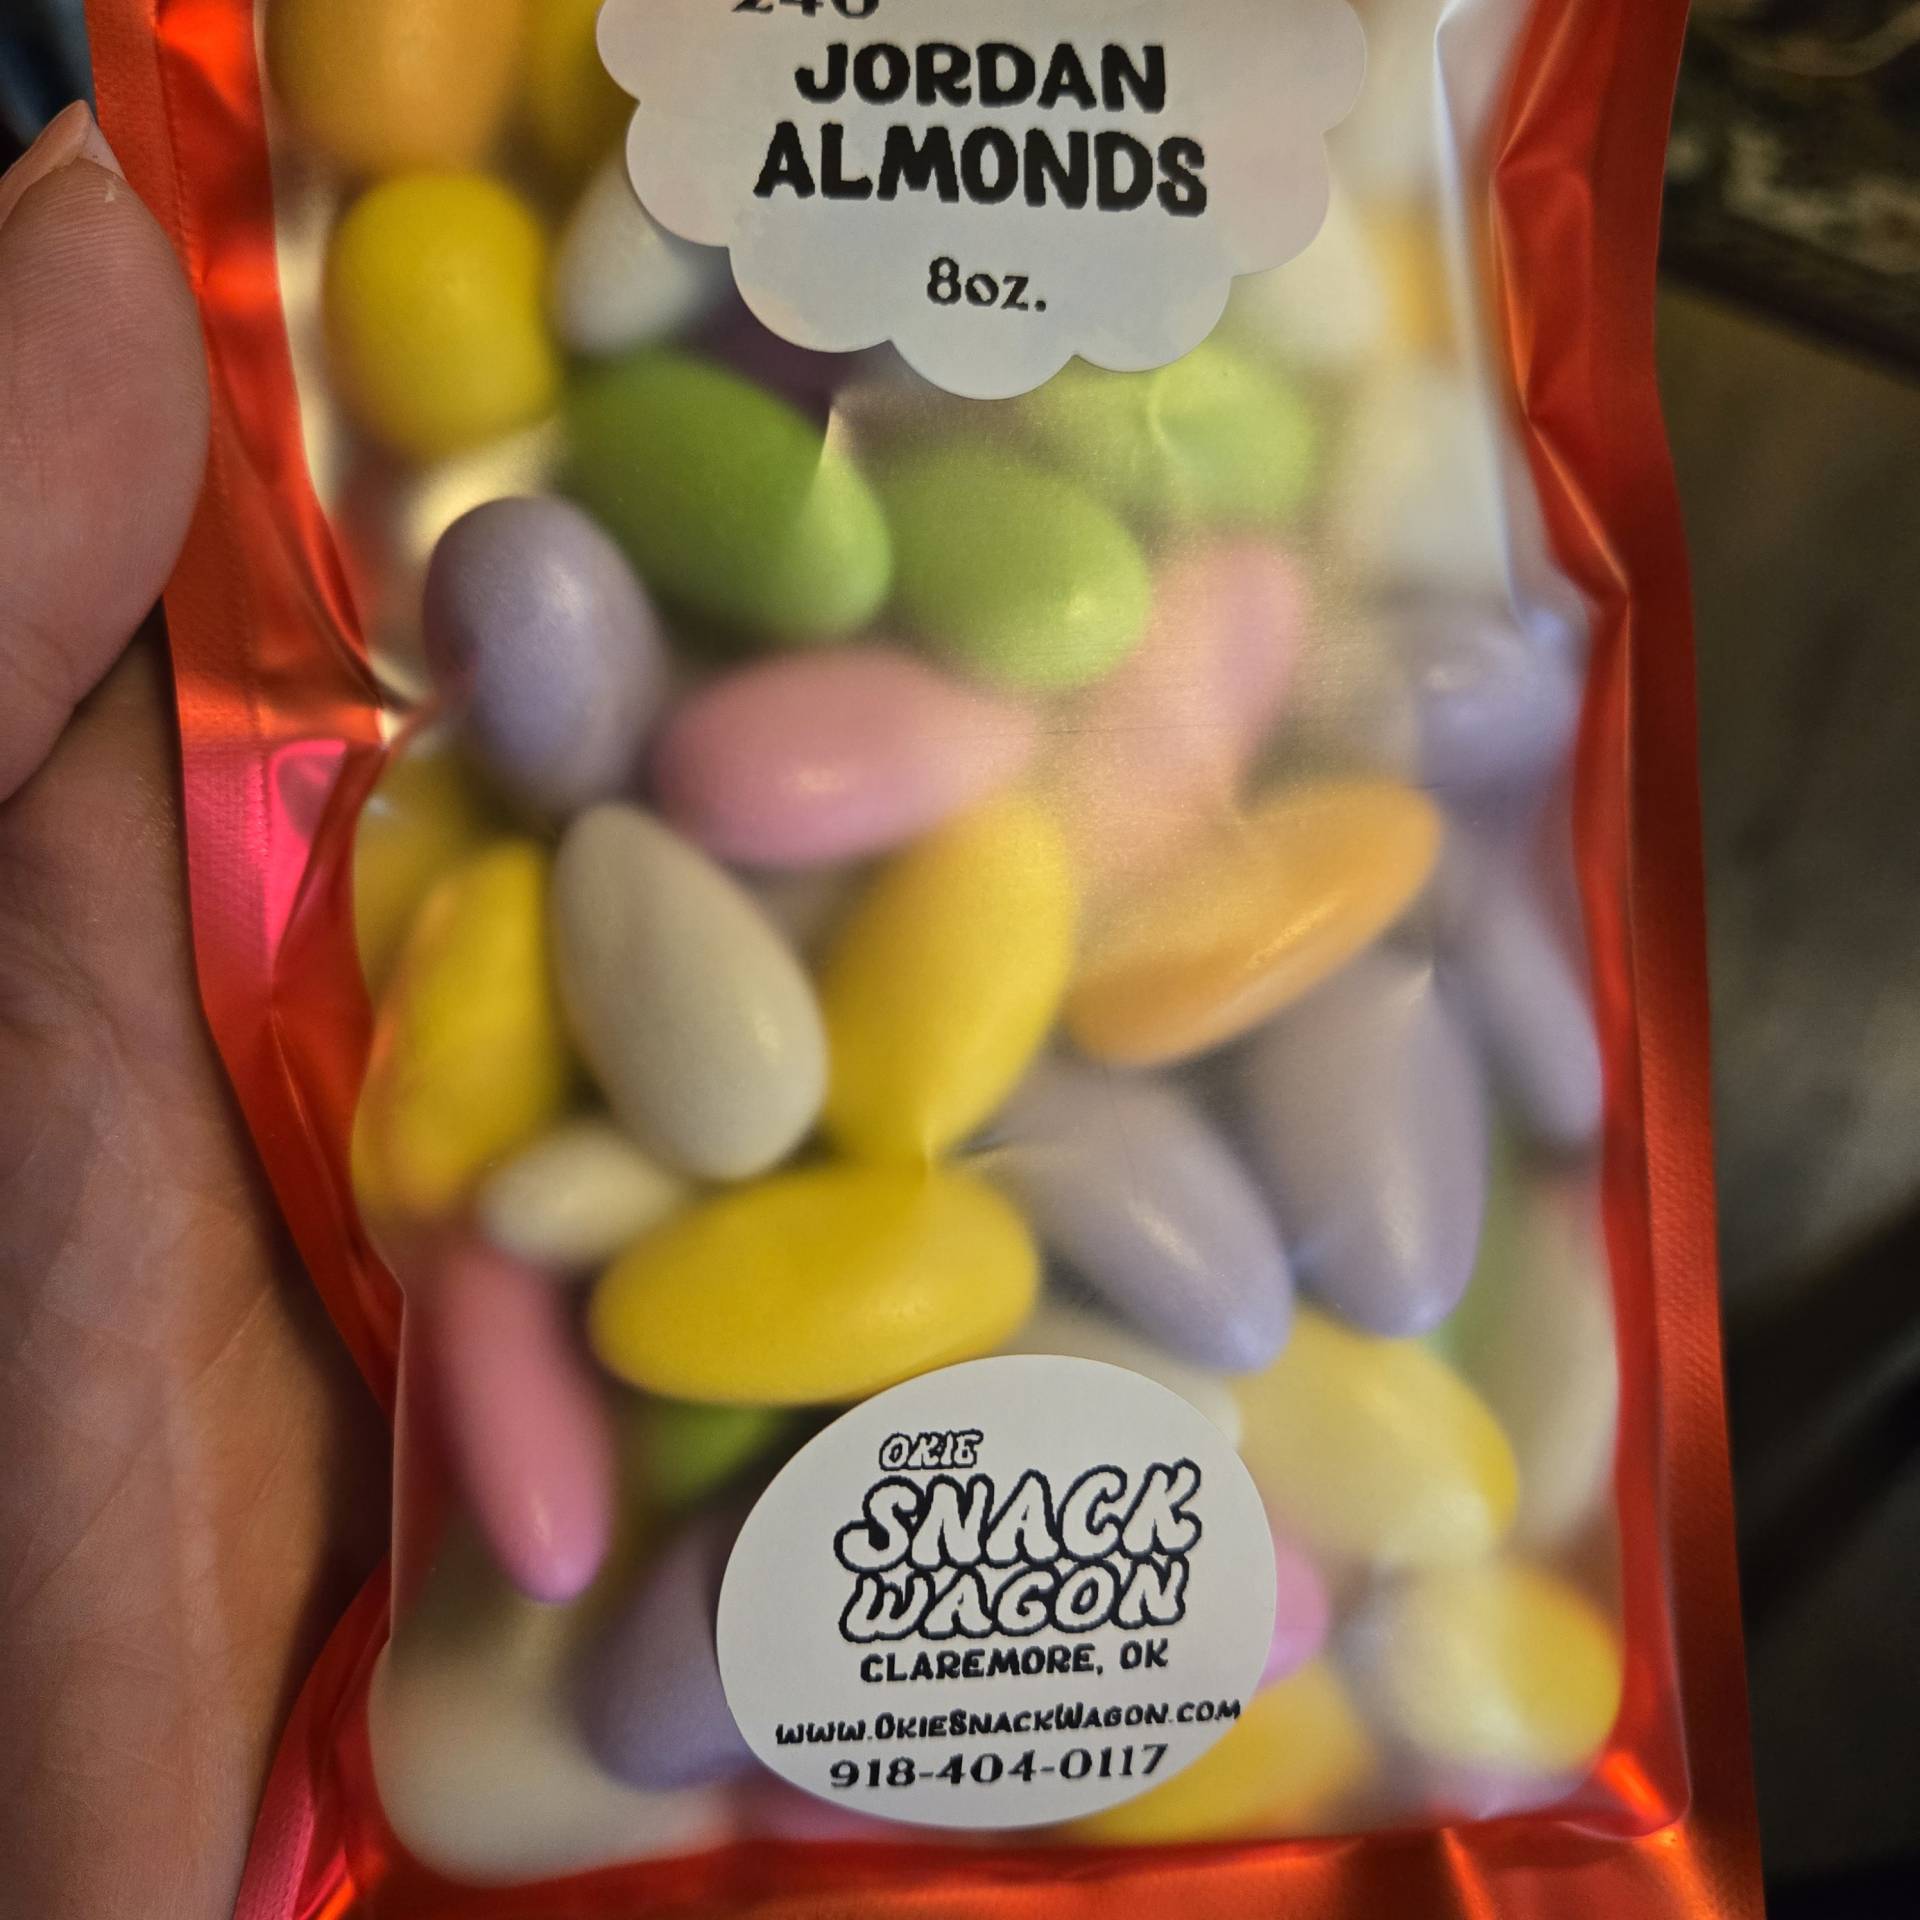 JORDAN
ALMONDS
8oz.
OKIE
SNACK
WAGON
CLAREMORE, OK
WWW.OKIESNACKWAGON.COM
918-404-0117